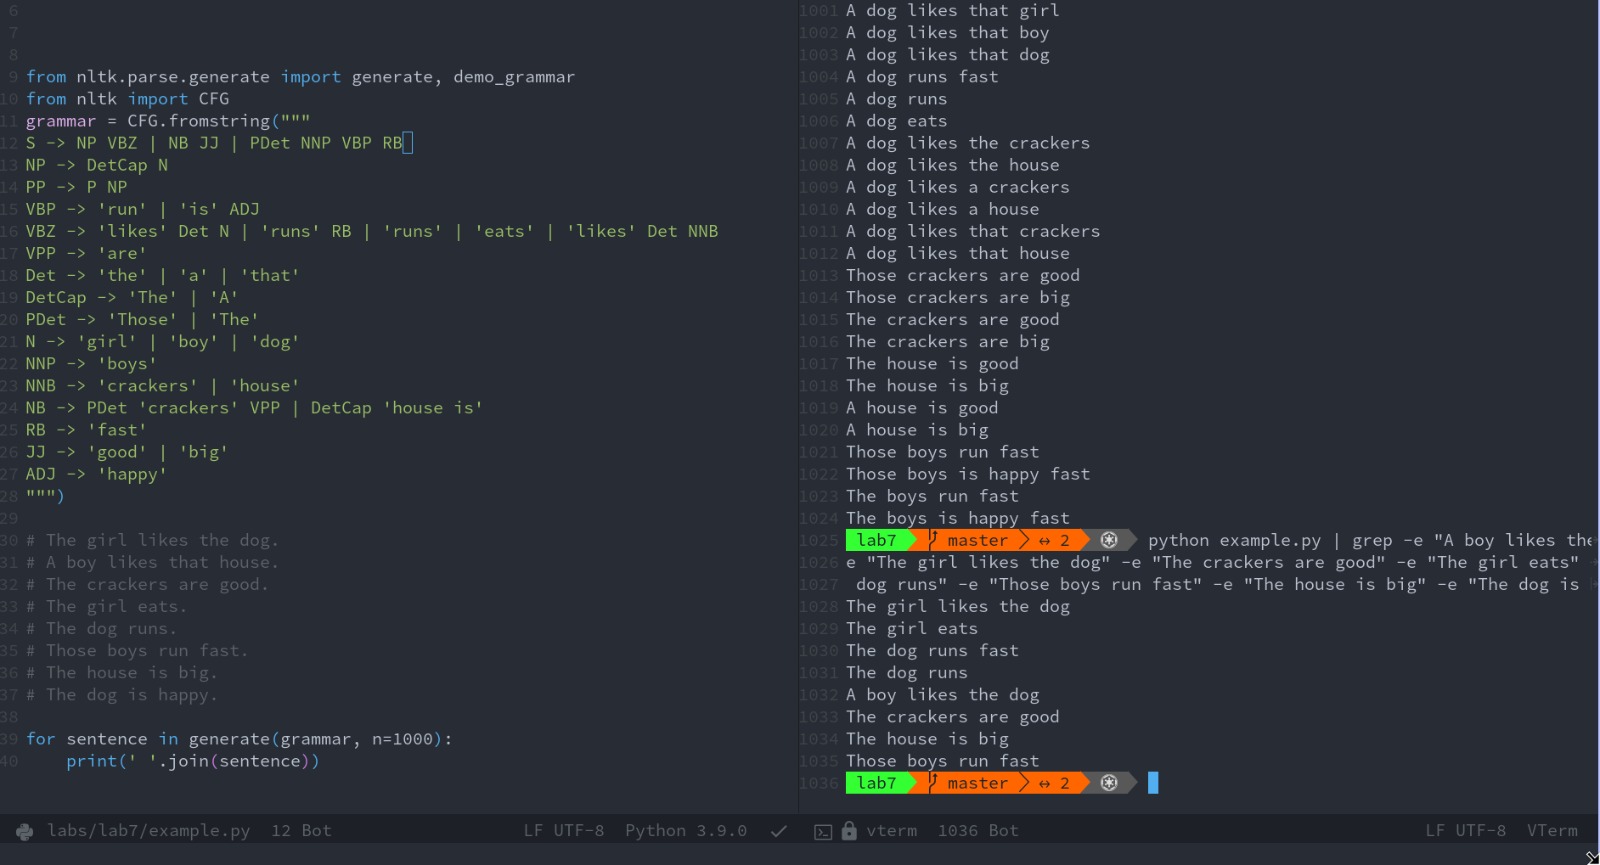 6
7
8
9 from nltk.parse.generate import generate, demo_grammar
10 from nltk import CFG
11 grammar = CFG.fromstring("""
12 S -> NP VBZ | NB JJ | PDet NNP VBP RB
13 NP -> DetCap N
14 PP -> P NP
15 VBP -> 'run' | 'is' ADJ
16 VBZ -> 'likes' Det N | 'runs' RB | 'runs' | 'eats' | 'likes' Det NNB
17 VPP -> 'are'
18 Det -> 'the' | 'a' | 'that'
19 DetCap -> 'The' | 'A'
20 PDet -> 'Those' | 'The'
21 N -> 'girl' | 'boy' | 'dog'
22 NNP -> 'boys'
23 NNB -> 'crackers' | 'house'
24 NB -> PDet 'crackers' VPP | DetCap 'house is'
25 RB -> 'fast'
26 JJ -> 'good' | 'big'
27 ADJ -> 'happy'
28 """)
29
30 # The girl likes the dog.
31 # A boy likes that house.
32 # The crackers are good.
33 # The girl eats.
34 # The dog runs.
35 # Those boys run fast.
36 # The house is big.
37 # The dog is happy.
38
39 for sentence in generate(grammar, n=1000):
40 print(' '.join(sentence))
labs/lab7/example.py 12 Bot LF UTF-8 Python 3.9.0
1001 A dog likes that girl
1002 A dog likes that boy
1003 A dog likes that dog
1004 A dog runs fast
1005 A dog runs
1006 A dog eats
1007 A dog likes the crackers
1008 A dog likes the house
1009 A dog likes a crackers
1010 A dog likes a house
1011 A dog likes that crackers
1012 A dog likes that house
1013 Those crackers are good
1014 Those crackers are big
1015 The crackers are good
1016 The crackers are big
1017 The house is good
1018 The house is big
1019 A house is good
1020 A house is big
1021 Those boys run fast
1022 Those boys is happy fast
1023 The boys run fast
1024 The boys is happy fast
1025 lab7 master ↔ 2 python example.py | grep -e "A boy likes the
1026 e "The girl likes the dog" -e "The crackers are good" -e "The girl eats"
1027 dog runs" -e "Those boys run fast" -e "The house is big" -e "The dog is
1028 The girl likes the dog
1029 The girl eats
1030 The dog runs fast
1031 The dog runs
1032 A boy likes the dog
1033 The crackers are good
1034 The house is big
1035 Those boys run fast
1036 lab7 master ↔ 2
vterm 1036 Bot LF UTF-8 VTerm